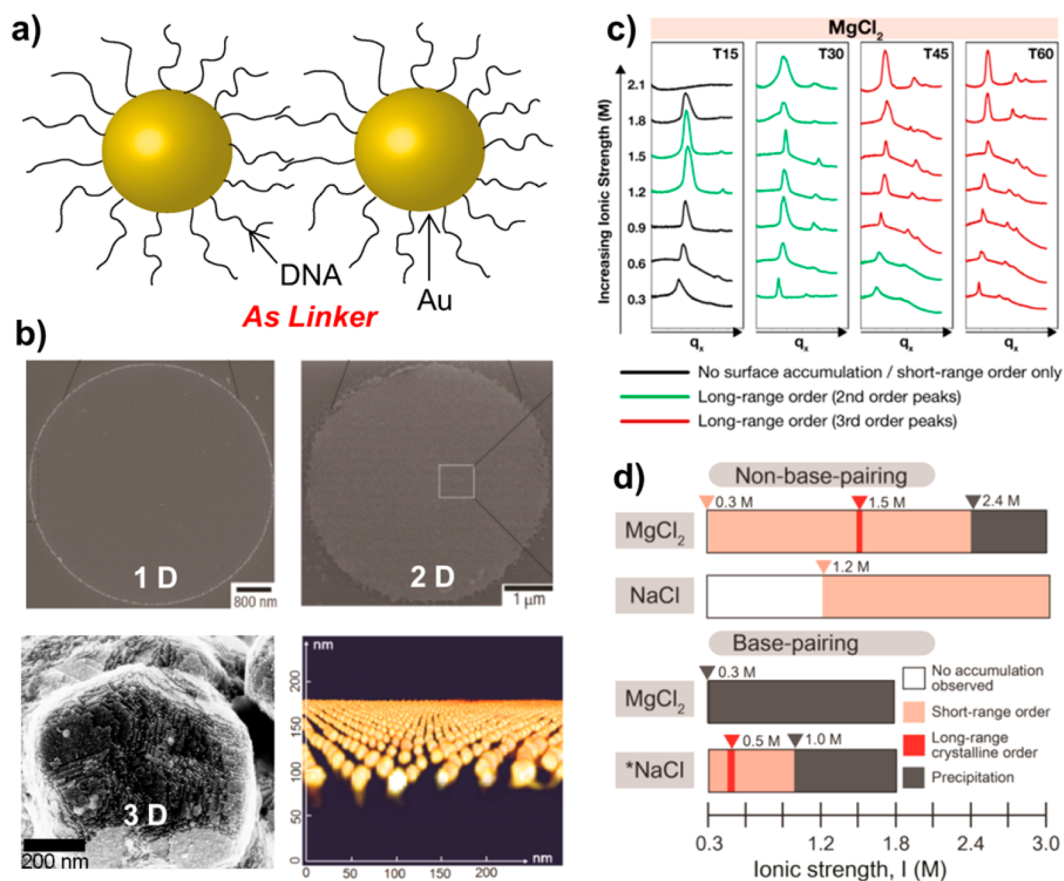 a)
DNA
Au
As Linker
b)
1 D
800 nm
2 D
1 μm
3 D
200 nm
nm
200
150
100
50
0
0 50 100 150 200
nm
c)
MgCl2
T15 T30 T45 T60
Increasing Ionic Strength (M)
2.1
1.8
1.5
1.2
0.9
0.6
0.3
qx qx qx qx
No surface accumulation / short-range order only
Long-range order (2nd order peaks)
Long-range order (3rd order peaks)
d)
Non-base-pairing
0.3 M 1.5 M 2.4 M
MgCl2
1.2 M
NaCl
Base-pairing
0.3 M
MgCl2
0.5 M 1.0 M
*NaCl
No accumulation
observed
Short-range order
Long-range
crystalline order
Precipitation
0.3 1.2 1.8 2.4 3.0
Ionic strength, I (M)